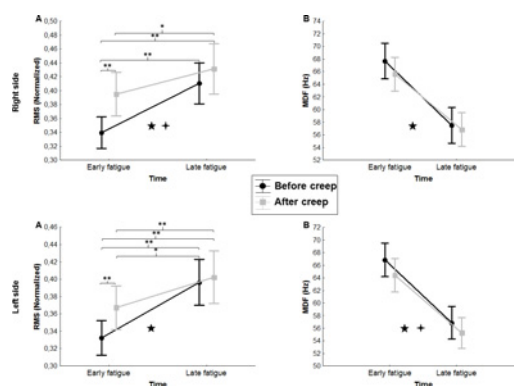 A
Right side
RMS (Normalized)
0,50
0,48
0,46
0,44
0,42
0,40
0,38
0,36
0,34
0,32
0,30
*
**
**
**
Early fatigue
Late fatigue
Time
B
MDF (Hz)
74
72
70
68
66
64
62
60
58
56
54
52
Early fatigue
Late fatigue
Time
Before creep
After creep
A
Left side
RMS (Normalized)
0,46
0,44
0,42
0,40
0,38
0,36
0,34
0,32
0,30
**
**
**
*
**
Early fatigue
Late fatigue
Time
B
MDF (Hz)
72
70
68
66
64
62
60
58
56
54
52
50
Early fatigue
Late fatigue
Time